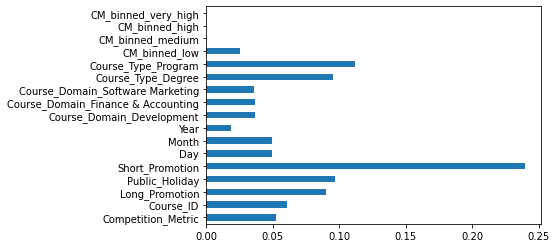 CM_binned_very_high
CM_binned_high
CM_binned_medium
CM_binned_low
Course_Type_Program
Course_Type_Degree
Course_Domain_Software Marketing
Course_Domain_Finance & Accounting
Course_Domain_Development
Year
Month
Day
Short_Promotion
Public_Holiday
Long_Promotion
Course_ID
Competition_Metric
0.00 0.05 0.10 0.15 0.20 0.25